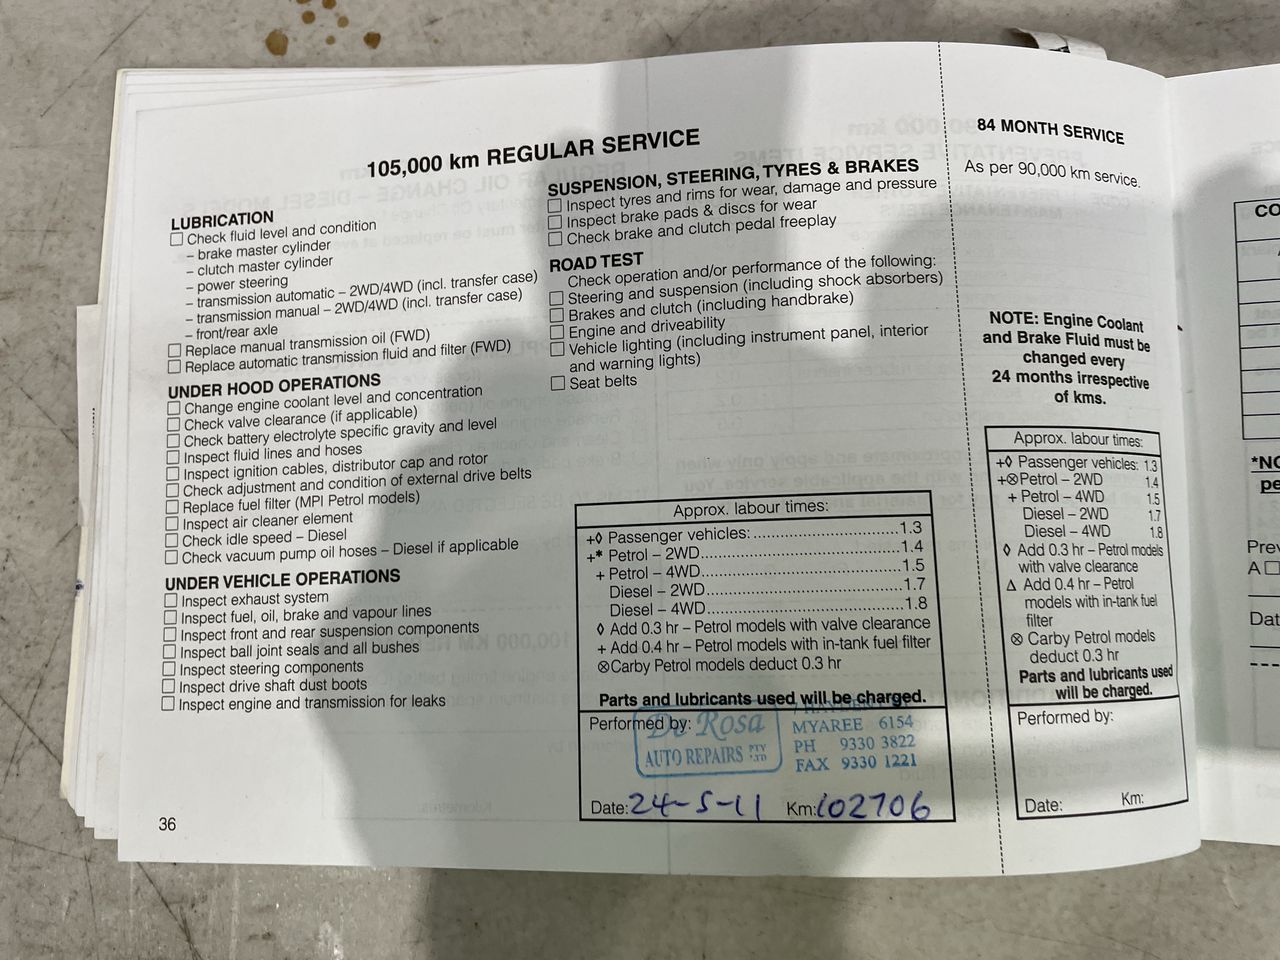 105,000 km REGULAR SERVICE
LUBRICATION
Check fluid level and condition
– brake master cylinder
– clutch master cylinder
– power steering
– transmission automatic – 2WD/4WD (incl. transfer case)
– transmission manual – 2WD/4WD (incl. transfer case)
– front/rear axle
Replace manual transmission oil (FWD)
Replace automatic transmission fluid and filter (FWD)
UNDER HOOD OPERATIONS
Change engine coolant level and concentration
Check valve clearance (if applicable)
Check battery electrolyte specific gravity and level
Inspect fluid lines and hoses
Inspect ignition cables, distributor cap and rotor
Check adjustment and condition of external drive belts
Replace fuel filter (MPI Petrol models)
Inspect air cleaner element
Check idle speed – Diesel
Check vacuum pump oil hoses – Diesel if applicable
UNDER VEHICLE OPERATIONS
Inspect exhaust system
Inspect fuel, oil, brake and vapour lines
Inspect front and rear suspension components
Inspect ball joint seals and all bushes
Inspect steering components
Inspect drive shaft dust boots
Inspect engine and transmission for leaks
36
SUSPENSION, STEERING, TYRES & BRAKES
Inspect tyres and rims for wear, damage and pressure
Inspect brake pads & discs for wear
Check brake and clutch pedal freeplay
ROAD TEST
Check operation and/or performance of the following:
Steering and suspension (including shock absorbers)
Brakes and clutch (including handbrake)
Engine and driveability
Vehicle lighting (including instrument panel, interior
and warning lights)
Seat belts
Approx. labour times:
+◊ Passenger vehicles:..............................1.3
+* Petrol – 2WD........................................1.4
+ Petrol – 4WD........................................1.5
Diesel – 2WD........................................1.7
Diesel – 4WD........................................1.8
◊ Add 0.3 hr – Petrol models with valve clearance
+ Add 0.4 hr – Petrol models with in-tank fuel filter
⊗Carby Petrol models deduct 0.3 hr
Parts and lubricants used will be charged.
Performed by:
De Rosa
AUTO REPAIRS PTY LTD
MYAREE 6154
PH 9330 3822
FAX 9330 1221
Date: 24-5-11 Km: 102706
84 MONTH SERVICE
As per 90,000 km service.
NOTE: Engine Coolant
and Brake Fluid must be
changed every
24 months irrespective
of kms.
Approx. labour times:
+◊ Passenger vehicles: 1.3
+⊗Petrol – 2WD 1.4
+ Petrol – 4WD 1.5
Diesel – 2WD 1.7
Diesel – 4WD 1.8
◊ Add 0.3 hr – Petrol models
with valve clearance
Δ Add 0.4 hr – Petrol
models with in-tank fuel
filter
⊗ Carby Petrol models
deduct 0.3 hr
Parts and lubricants used
will be charged.
Performed by:
Date: Km:
CO
*NO
pe
Prev
A
Dat